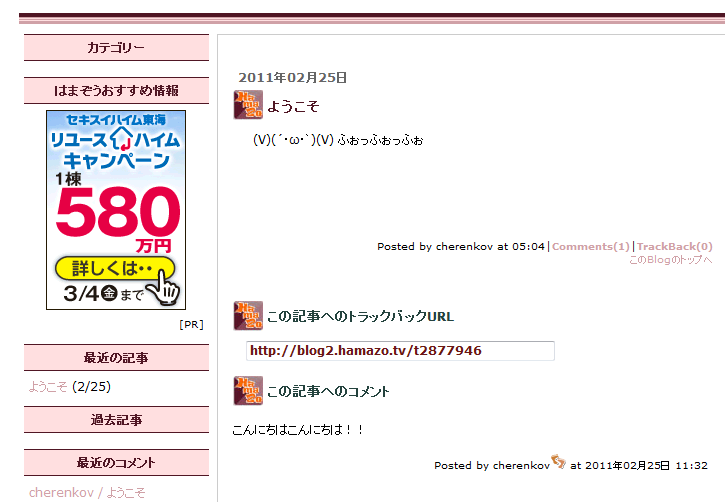 カテゴリー
はまぞうおすすめ情報
セキスイハイム東海
リユースハイム
キャンペーン
1棟
580
万円
詳しくは・・
3/4金まで
[PR]
最近の記事
ようこそ (2/25)
過去記事
最近のコメント
cherenkov / ようこそ
2011年02月25日
HaMaZo
ようこそ
(V)(´･ω･`)(V) ふぉっふぉっふぉ
Posted by cherenkov at 05:04|Comments(1)|TrackBack(0)
このBlogのトップへ
HaMaZo
この記事へのトラックバックURL
http://blog2.hamazo.tv/t2877946
HaMaZo
この記事へのコメント
こんにちはこんにちは！！
Posted by cherenkov at 2011年02月25日 11:32